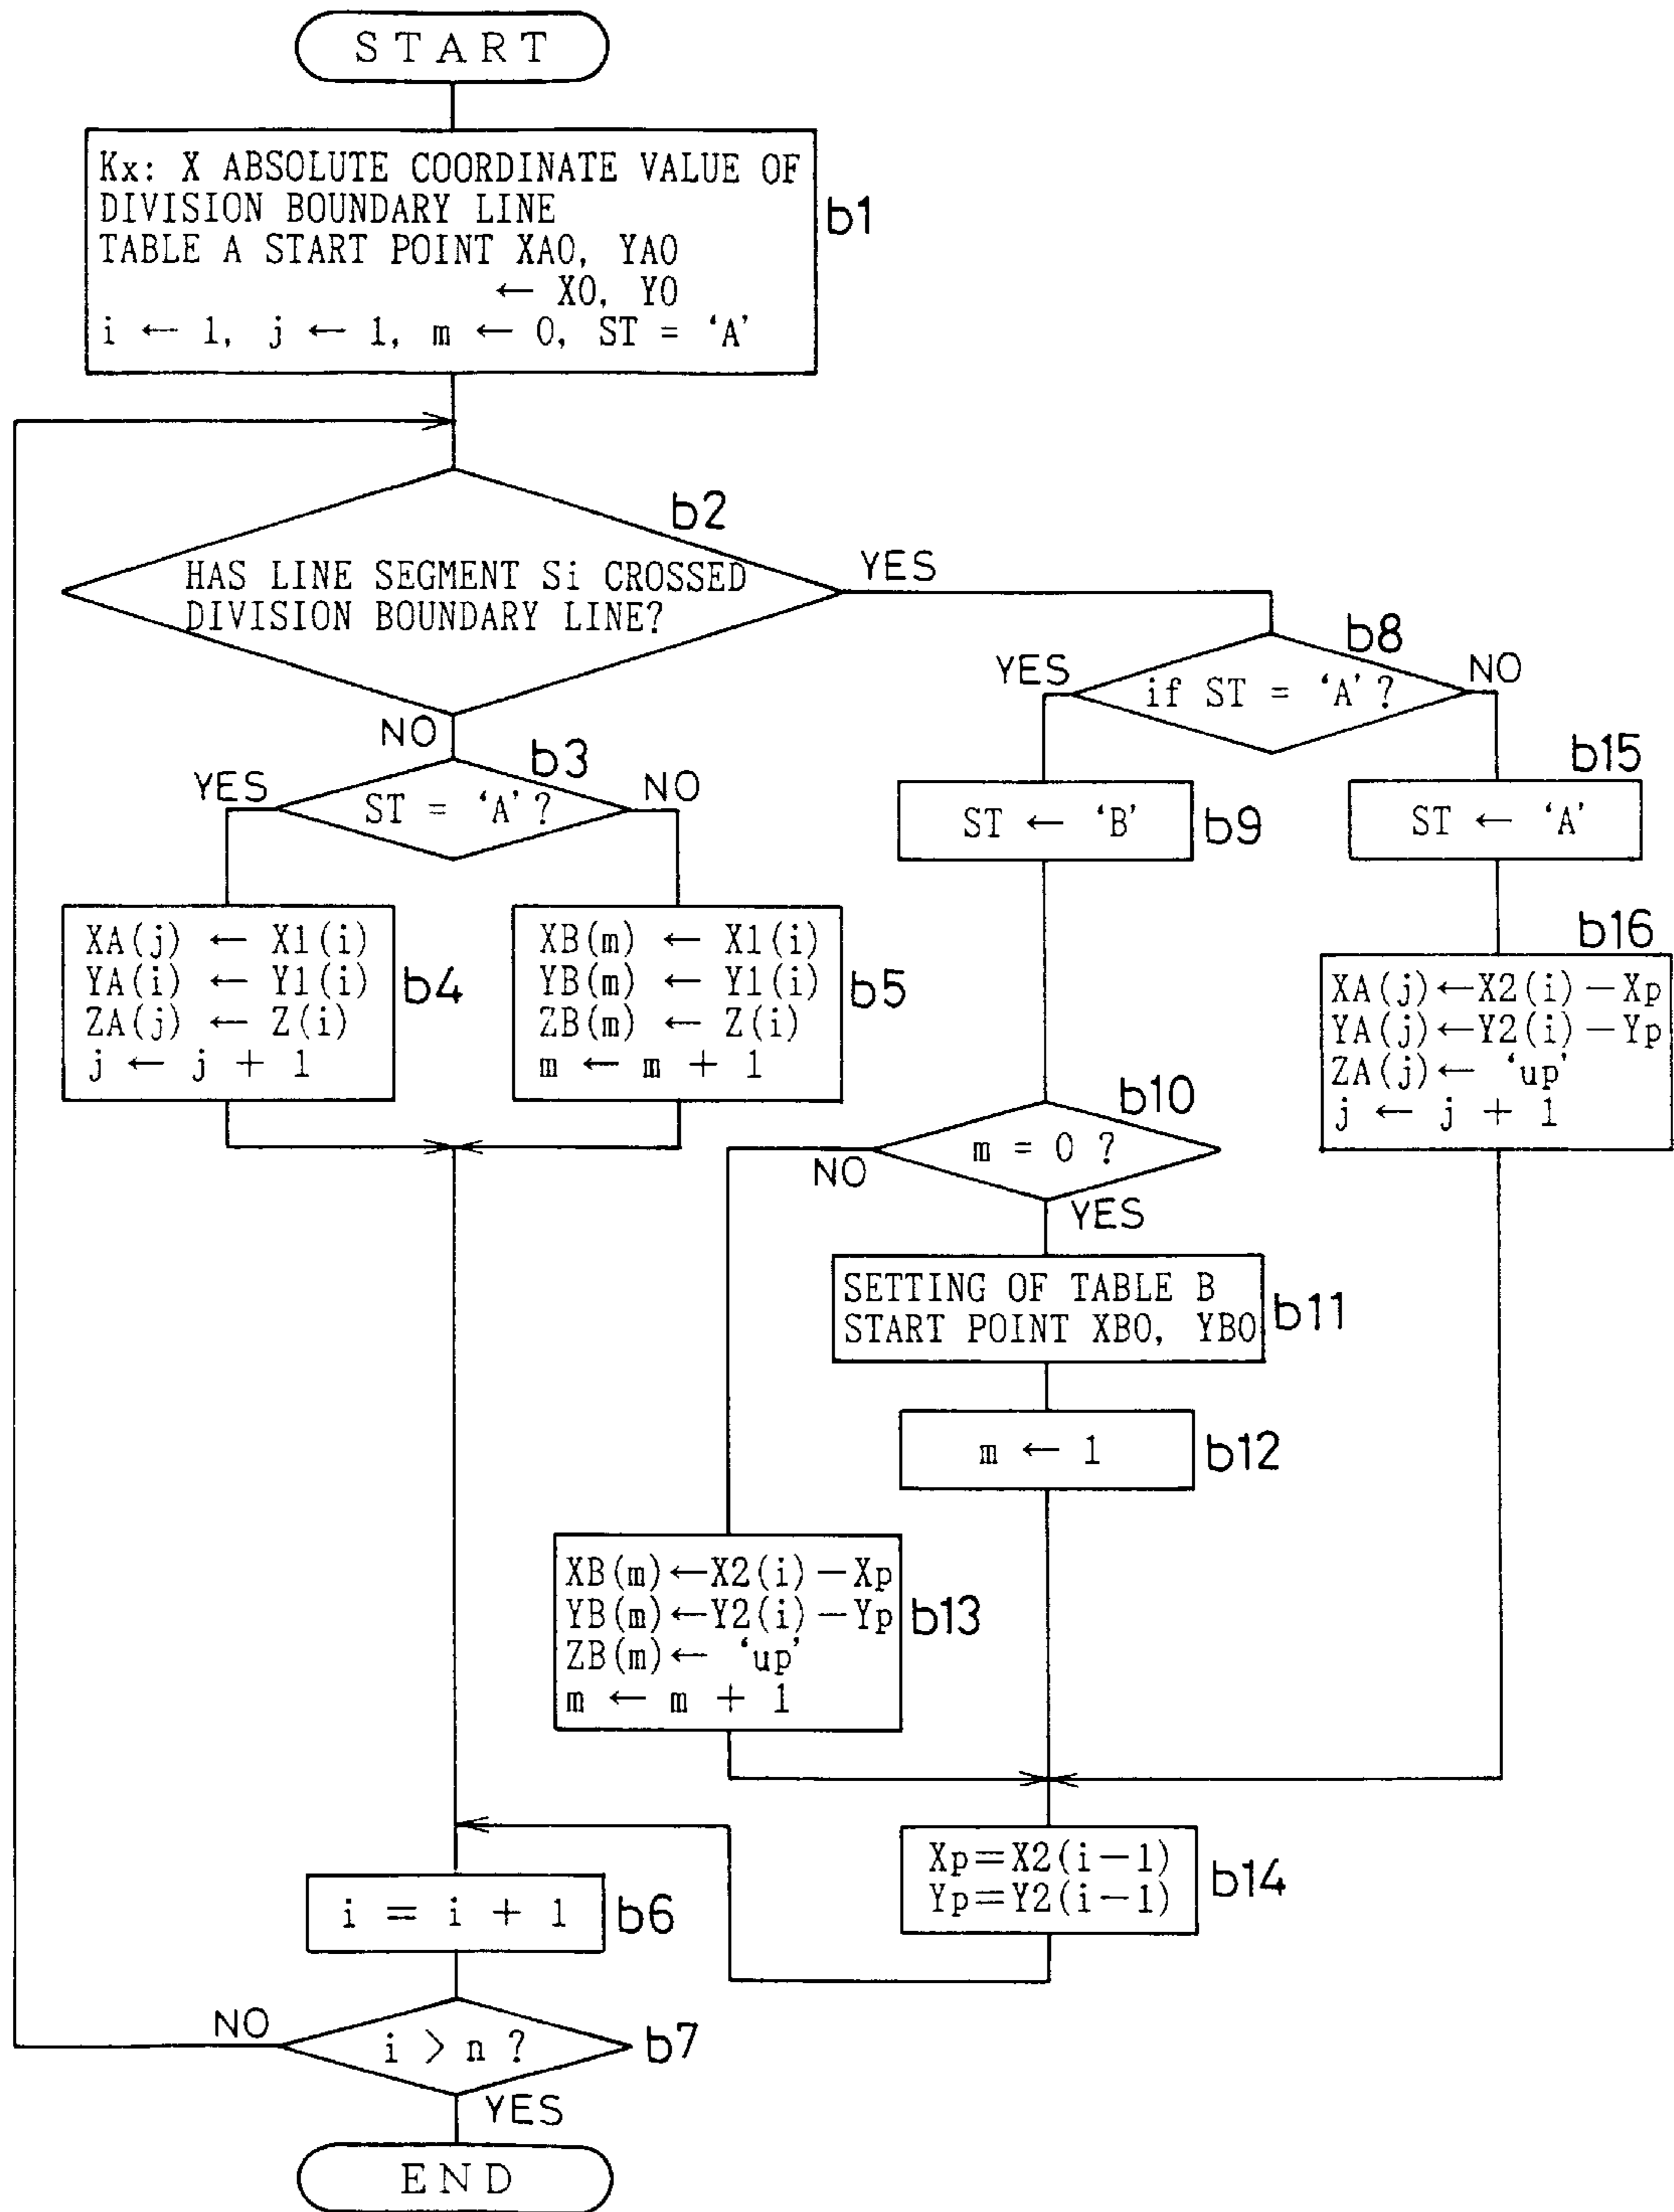 START
Kx: X ABSOLUTE COORDINATE VALUE OF
DIVISION BOUNDARY LINE
TABLE A START POINT XA0, YA0
← X0, Y0
i ← 1, j ← 1, m ← 0, ST = ‘A’
b1
b2
HAS LINE SEGMENT Si CROSSED
DIVISION BOUNDARY LINE?
YES
NO
b3
YES
ST = ‘A’?
NO
XA(j) ← X1(i)
YA(i) ← Y1(i)
ZA(j) ← Z(i)
j ← j + 1
b4
XB(m) ← X1(i)
YB(m) ← Y1(i)
ZB(m) ← Z(i)
m ← m + 1
b5
b8
YES
if ST = ‘A’?
NO
ST ← ‘B’
b9
b15
ST ← ‘A’
b16
XA(j)←X2(i)−Xp
YA(j)←Y2(i)−Yp
ZA(j)← ‘up’
j ← j + 1
b10
m = 0 ?
NO
YES
SETTING OF TABLE B
START POINT XB0, YB0
b11
m ← 1
b12
XB(m)←X2(i)−Xp
YB(m)←Y2(i)−Yp
ZB(m)← ‘up’
m ← m + 1
b13
Xp=X2(i−1)
Yp=Y2(i−1)
b14
i = i + 1
b6
NO
i > n ?
b7
YES
END